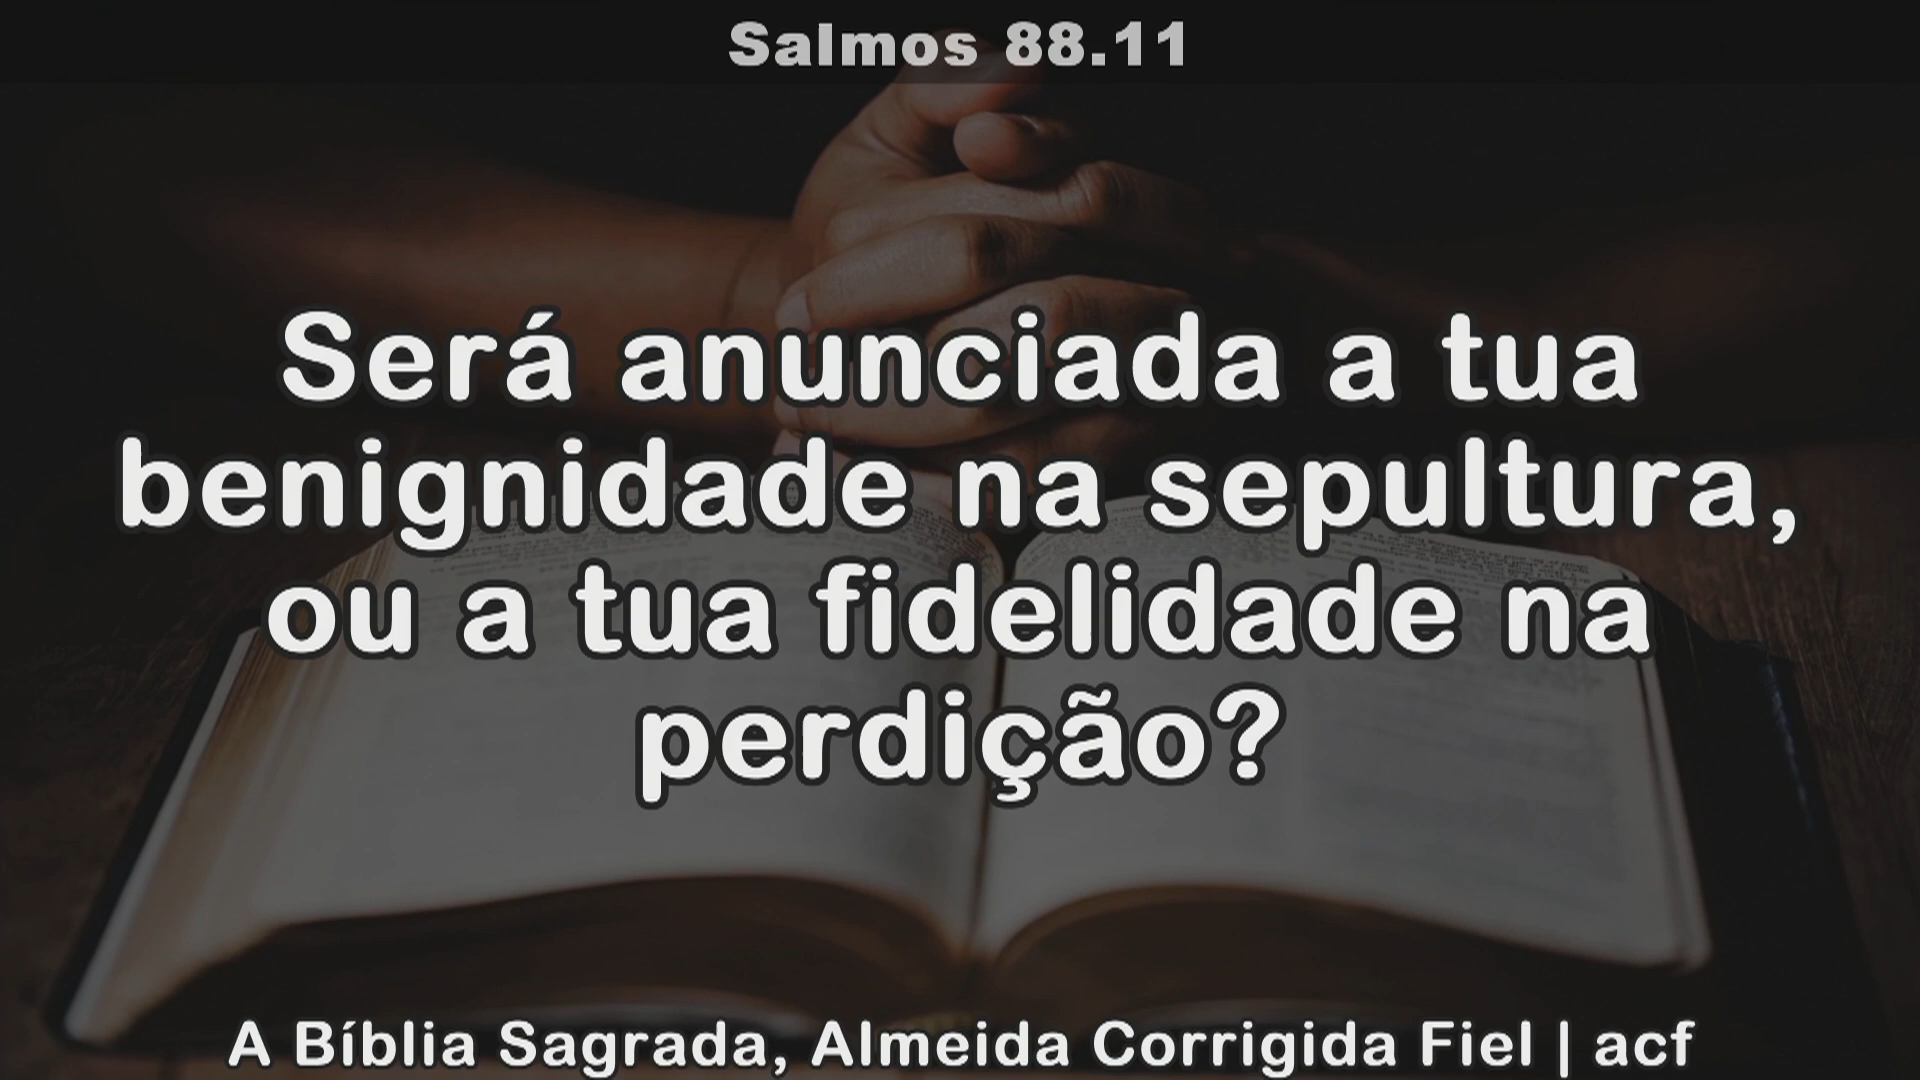 Salmos 88.11
Será anunciada a tua
benignidade na sepultura,
ou a tua fidelidade na
perdição?
A Bíblia Sagrada, Almeida Corrigida Fiel | acf